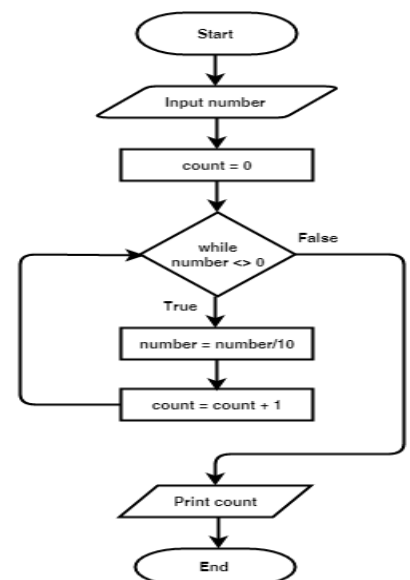 Start
Input number
count = 0
while
number <> 0
False
True
number = number/10
count = count + 1
Print count
End